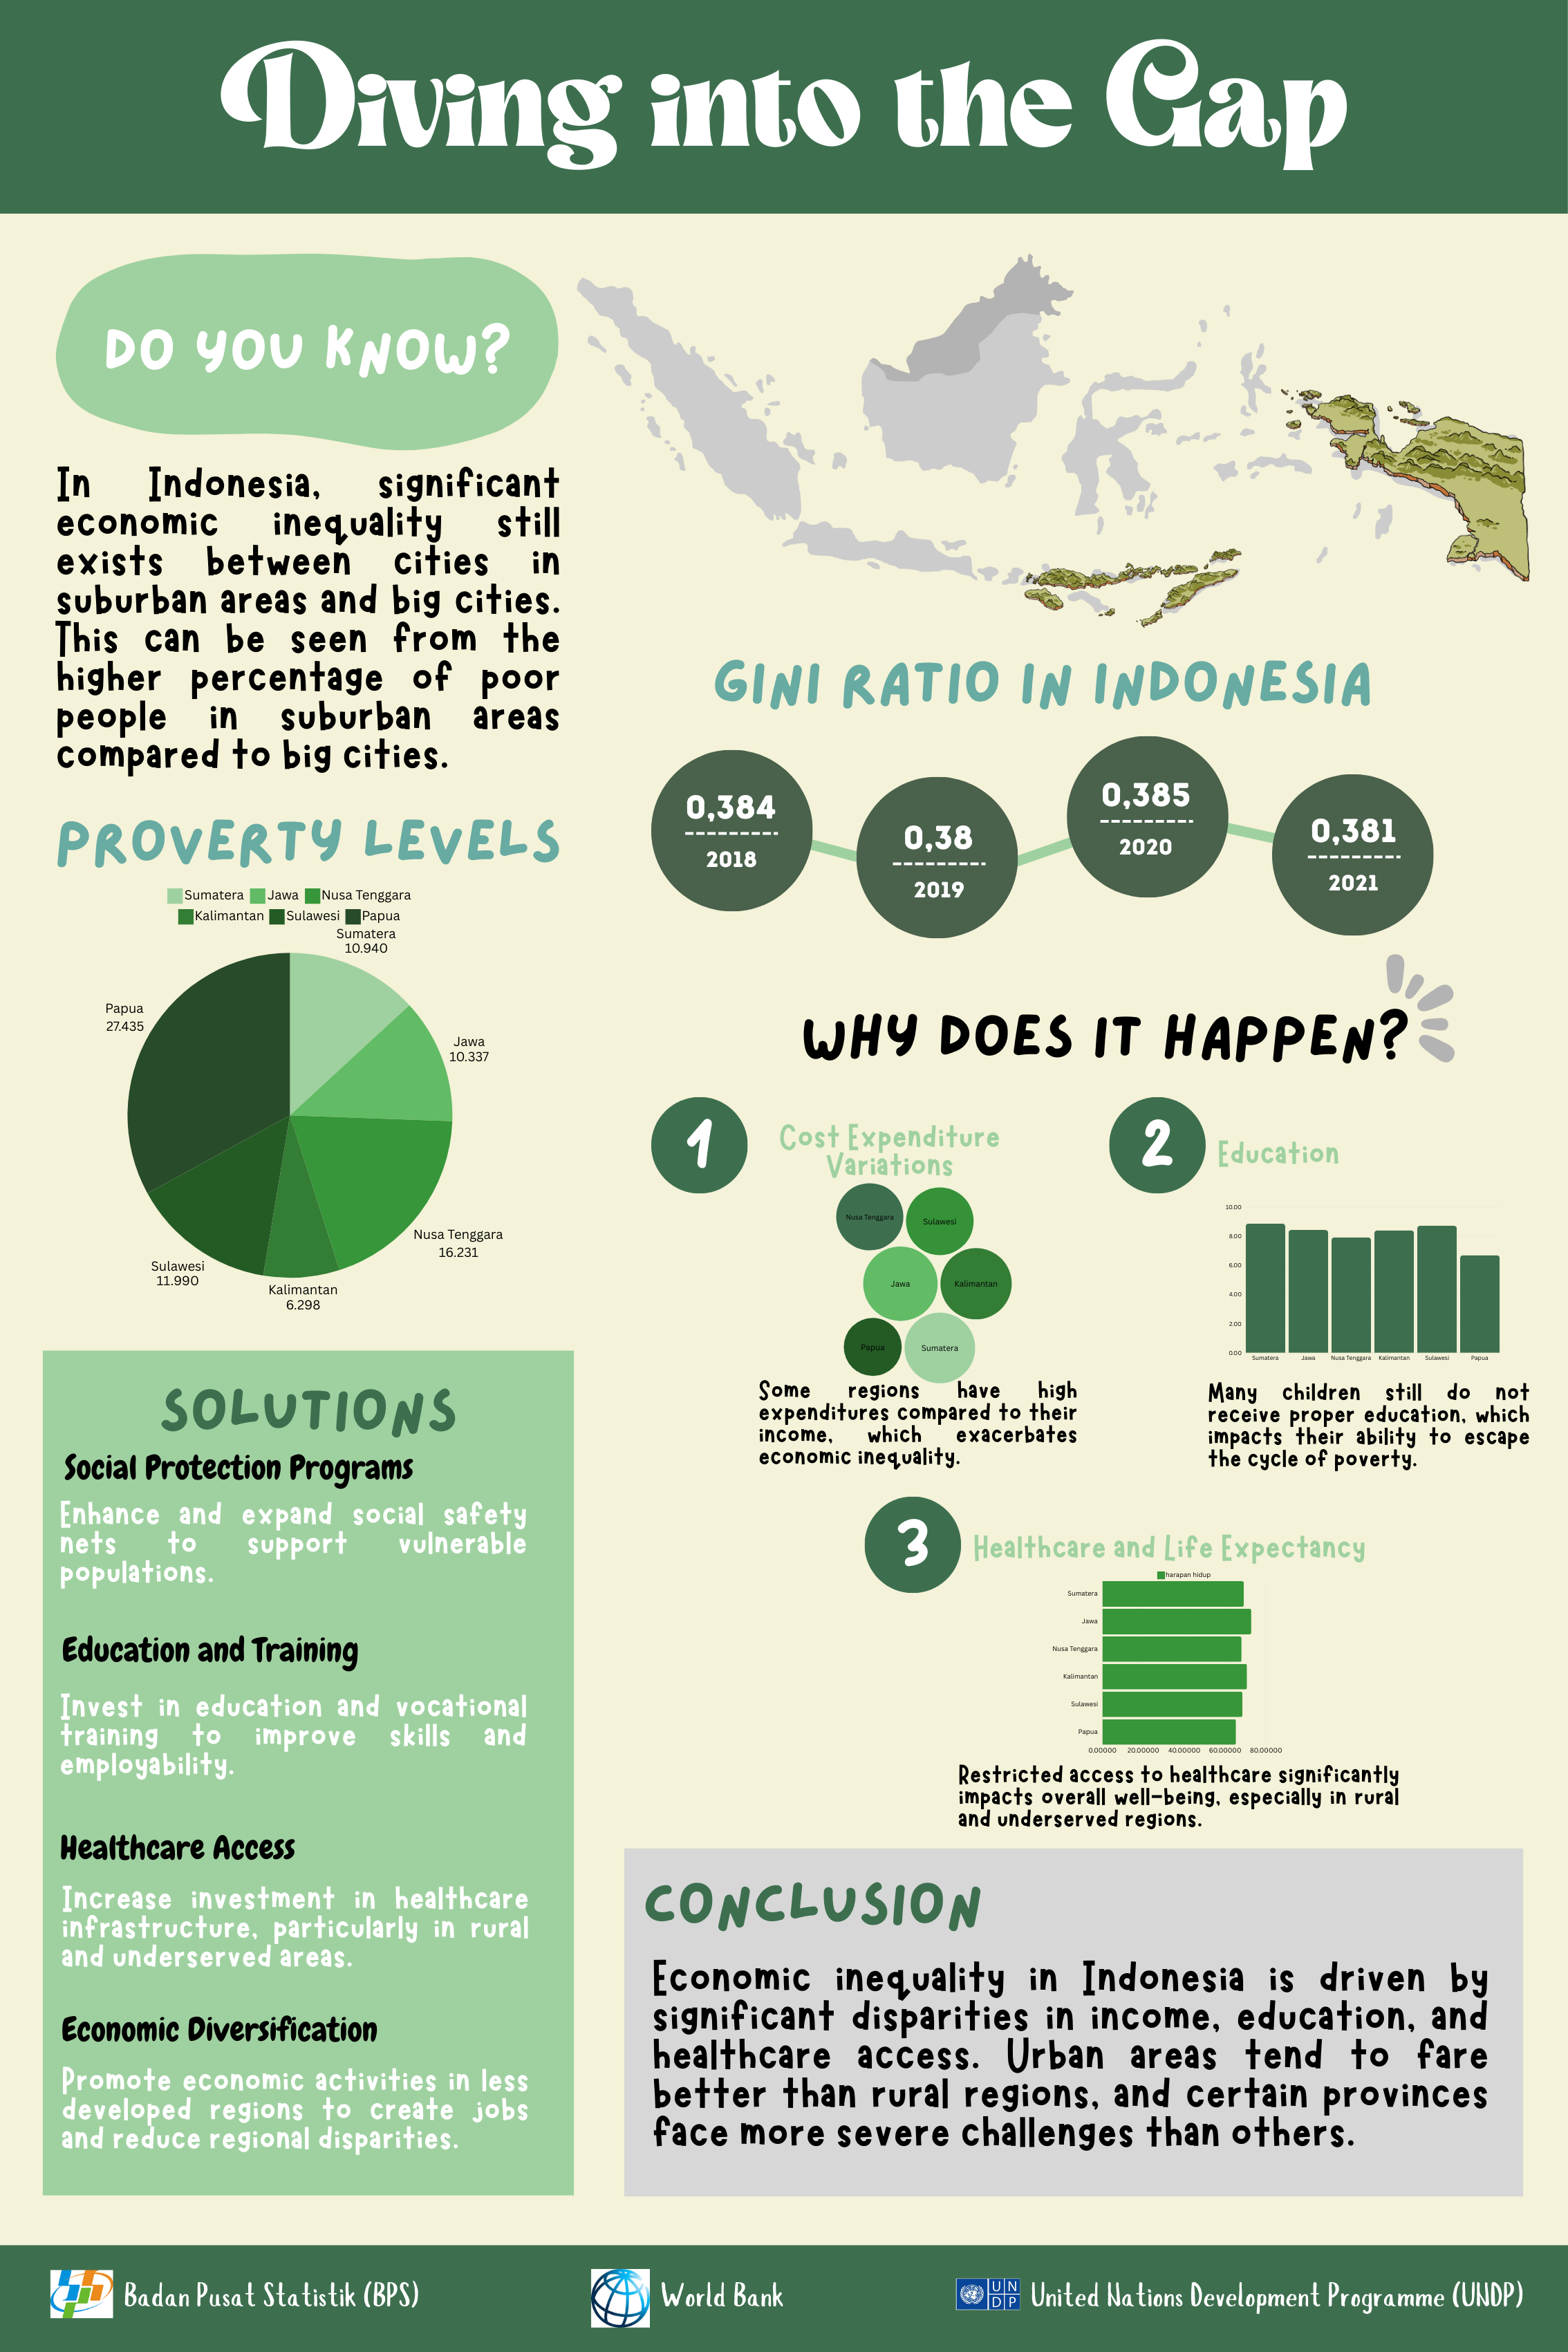 Diving into the Gap
DO YOU KNOW?
In Indonesia, significant
economic inequality still
exists between cities in
suburban areas and big cities.
This can be seen from the
higher percentage of poor
people in suburban areas
compared to big cities.
PROVERTY LEVELS
Sumatera Jawa Nusa Tenggara
Kalimantan Sulawesi Papua
Sumatera
10.940
Papua
27.435
Jawa
10.337
Nusa Tenggara
16.231
Sulawesi
11.990
Kalimantan
6.298
SOLUTIONS
Social Protection Programs
Enhance and expand social safety
nets to support vulnerable
populations.
Education and Training
Invest in education and vocational
training to improve skills and
employability.
Healthcare Access
Increase investment in healthcare
infrastructure, particularly in rural
and underserved areas.
Economic Diversification
Promote economic activities in less
developed regions to create jobs
and reduce regional disparities.
GINI RATIO IN INDONESIA
0,384
2018
0,38
2019
0,385
2020
0,381
2021
WHY DOES IT HAPPEN?
1
Cost Expenditure
Variations
Nusa Tenggara
Sulawesi
Jawa
Kalimantan
Papua
Sumatera
Some regions have high
expenditures compared to their
income, which exacerbates
economic inequality.
2
Education
10.00
8.00
6.00
4.00
2.00
0.00
Sumatera Jawa Nusa Tenggara Kalimantan Sulawesi Papua
Many children still do not
receive proper education, which
impacts their ability to escape
the cycle of poverty.
3
Healthcare and Life Expectancy
harapan hidup
Sumatera
Jawa
Nusa Tenggara
Kalimantan
Sulawesi
Papua
0.00000 20.00000 40.00000 60.00000 80.00000
Restricted access to healthcare significantly
impacts overall well-being, especially in rural
and underserved regions.
CONCLUSION
Economic inequality in Indonesia is driven by
significant disparities in income, education, and
healthcare access. Urban areas tend to fare
better than rural regions, and certain provinces
face more severe challenges than others.
Badan Pusat Statistik (BPS)
World Bank
U N
D P
United Nations Development Programme (UNDP)